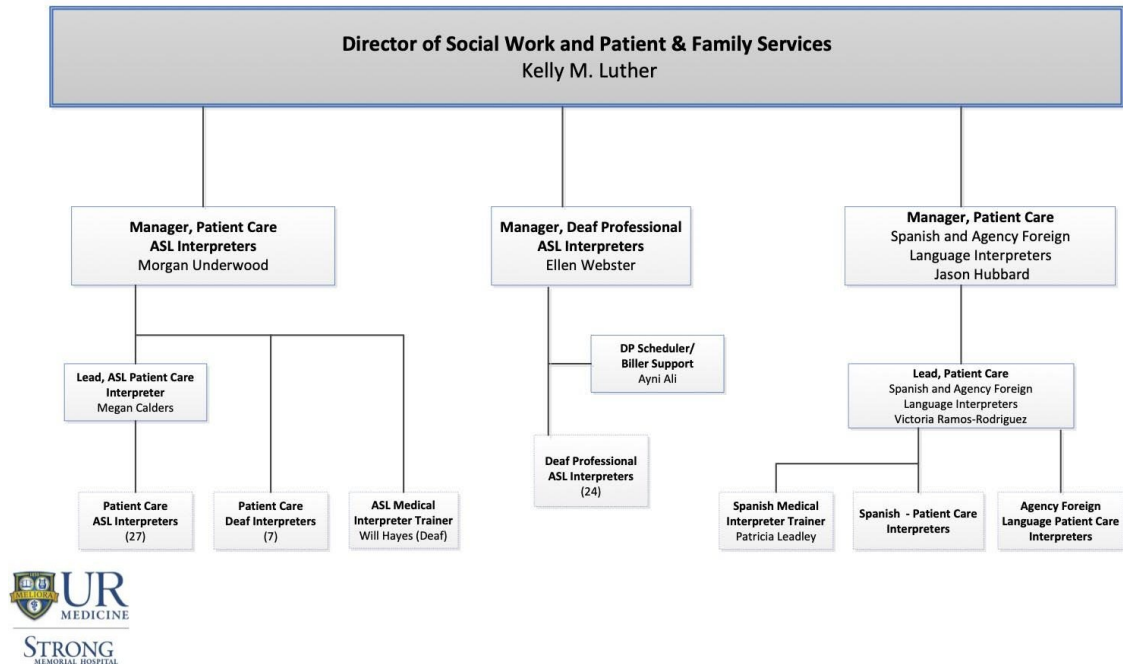 Director of Social Work and Patient & Family Services
Kelly M. Luther
Manager, Patient Care
ASL Interpreters
Morgan Underwood
Manager, Deaf Professional
ASL Interpreters
Ellen Webster
Manager, Patient Care
Spanish and Agency Foreign
Language Interpreters
Jason Hubbard
Lead, ASL Patient Care
Interpreter
Megan Calders
DP Scheduler/
Biller Support
Ayni Ali
Lead, Patient Care
Spanish and Agency Foreign
Language Interpreters
Victoria Ramos-Rodriguez
Patient Care
ASL Interpreters
(27)
Patient Care
Deaf Interpreters
(7)
ASL Medical
Interpreter Trainer
Will Hayes (Deaf)
Deaf Professional
ASL Interpreters
(24)
Spanish Medical
Interpreter Trainer
Patricia Leadley
Spanish - Patient Care
Interpreters
Agency Foreign
Language Patient Care
Interpreters
MELIORA
UR
MEDICINE
STRONG
MEMORIAL HOSPITAL